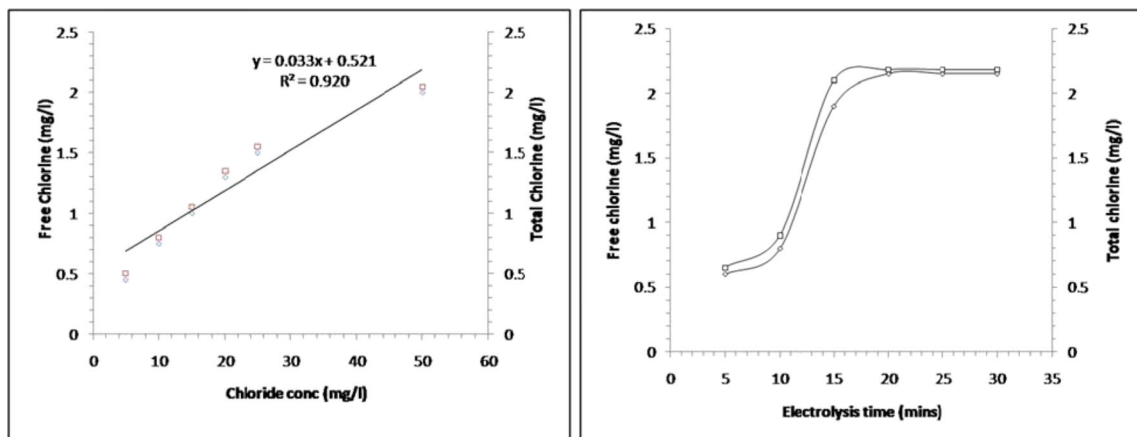 2.5
2
1.5
1
0.5
0
Free Chlorine (mg/l)
y = 0.033x + 0.521
R² = 0.920
2.5
2
1.5
1
0.5
0
Total Chlorine (mg/l)
0 10 20 30 40 50 60
Chloride conc (mg/l)
2.5
2
1.5
1
0.5
0
Free chlorine (mg/l)
2.5
2
1.5
1
0.5
0
Total chlorine (mg/l)
0 5 10 15 20 25 30 35
Electrolysis time (mins)